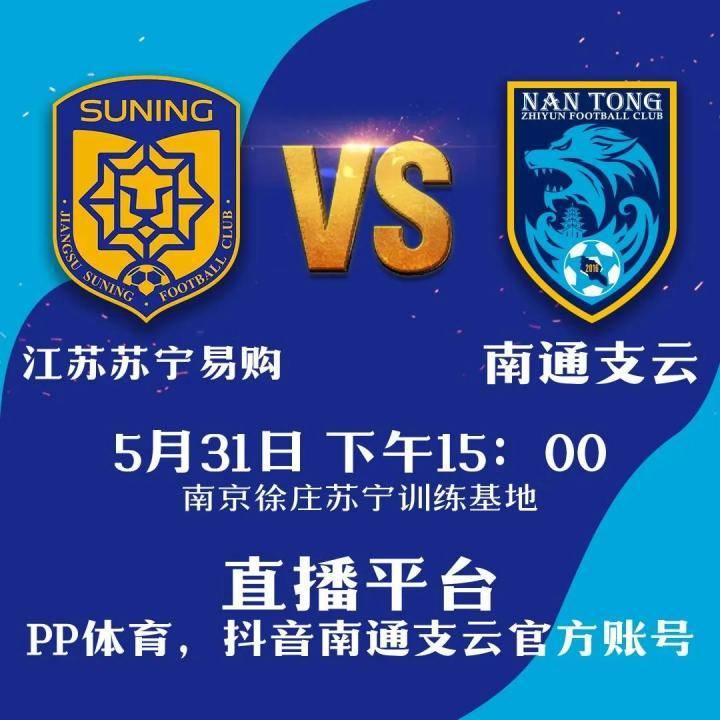 SUNING
JIANGSU SUNING FOOTBALL CLUB
VS
NAN TONG
ZHIYUN FOOTBALL CLUB
2016
江苏苏宁易购
南通支云
5月31日 下午15：00
南京徐庄苏宁训练基地
直播平台
PP体育，抖音南通支云官方账号